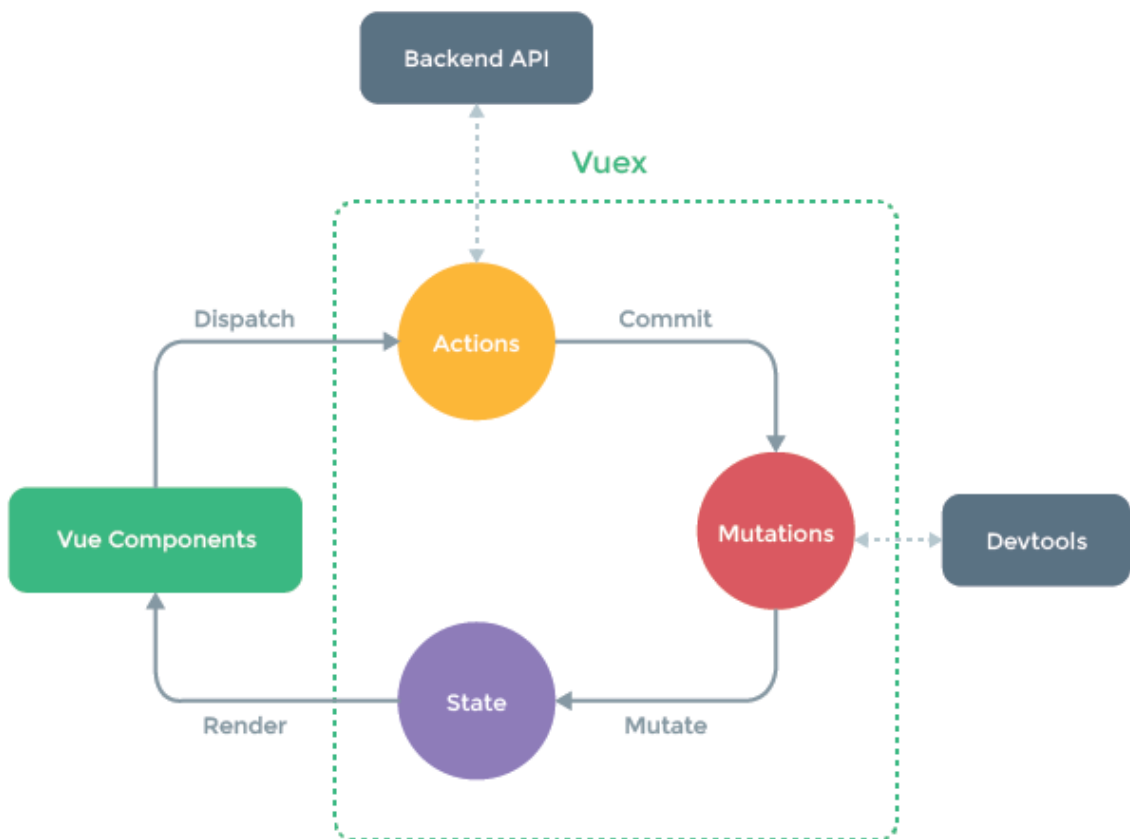 Backend API
Vuex
Dispatch
Commit
Actions
Vue Components
Mutations
Devtools
State
Render
Mutate